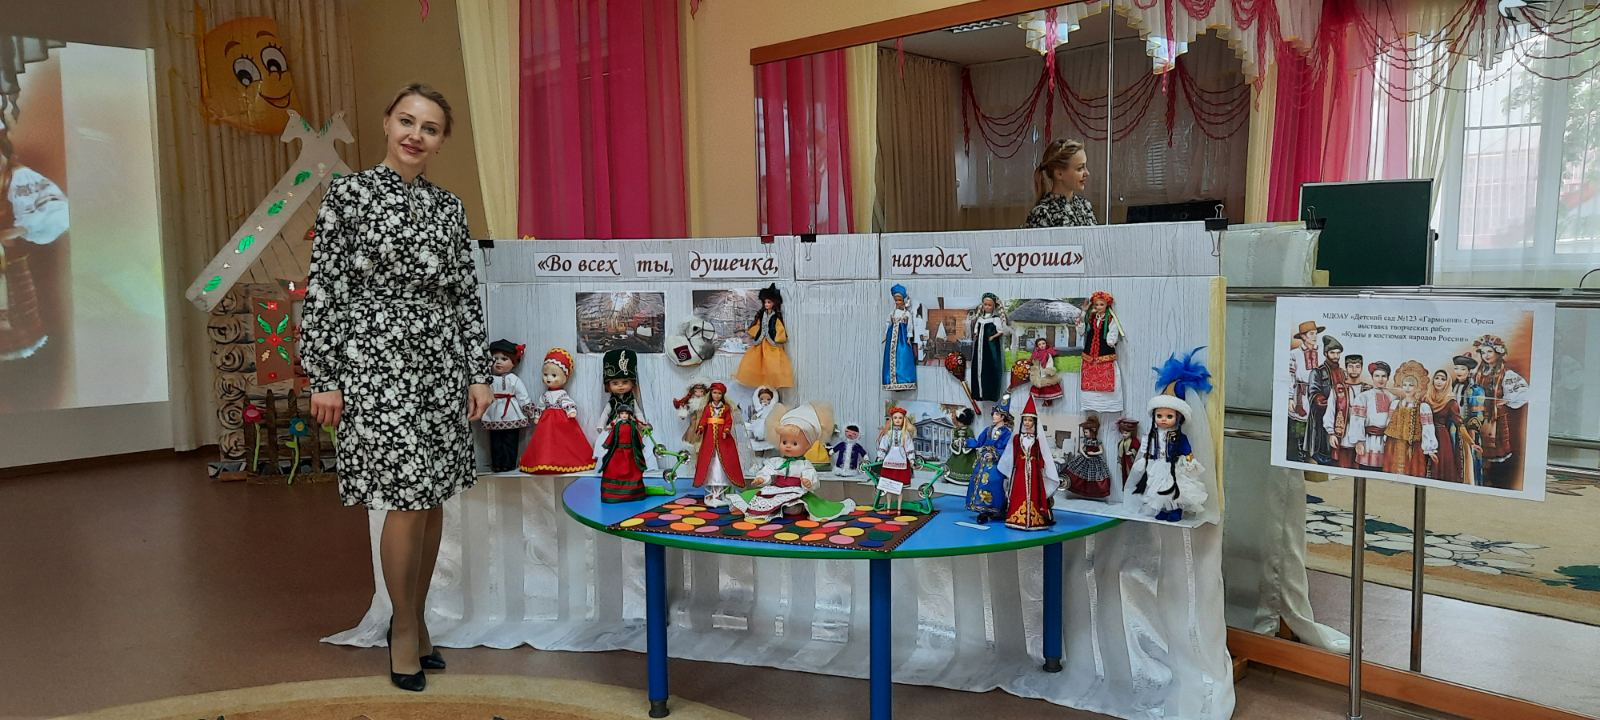 «Во всех ты, душечка, нарядах хороша»
МДОАУ «Детский сад №123 «Гармония» г. Орска
выставка творческих работ
«Куклы в костюмах народов России»